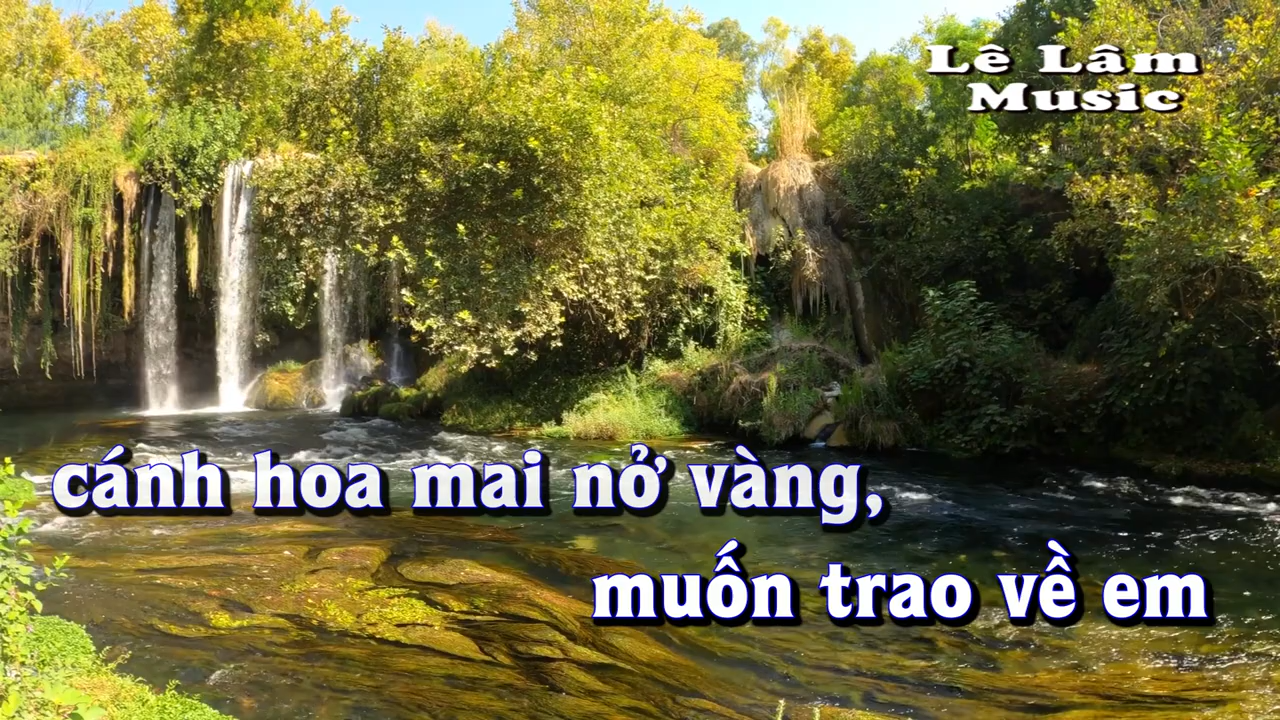 Lê Lâm
Music
cánh hoa mai nở vàng,
muốn trao về em